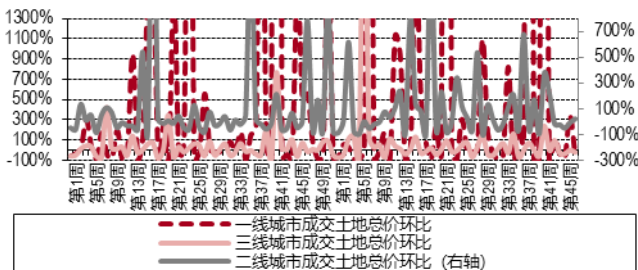 1300%
1100%
900%
700%
500%
300%
100%
-100%
700%
500%
300%
100%
-100%
-300%
第1周
第5周
第9周
第13周
第17周
第21周
第25周
第29周
第33周
第37周
第41周
第45周
第49周
第1周
第5周
第9周
第13周
第17周
第21周
第25周
第29周
第33周
第37周
第41周
第45周
一线城市成交土地总价环比
三线城市成交土地总价环比
二线城市成交土地总价环比（右轴）